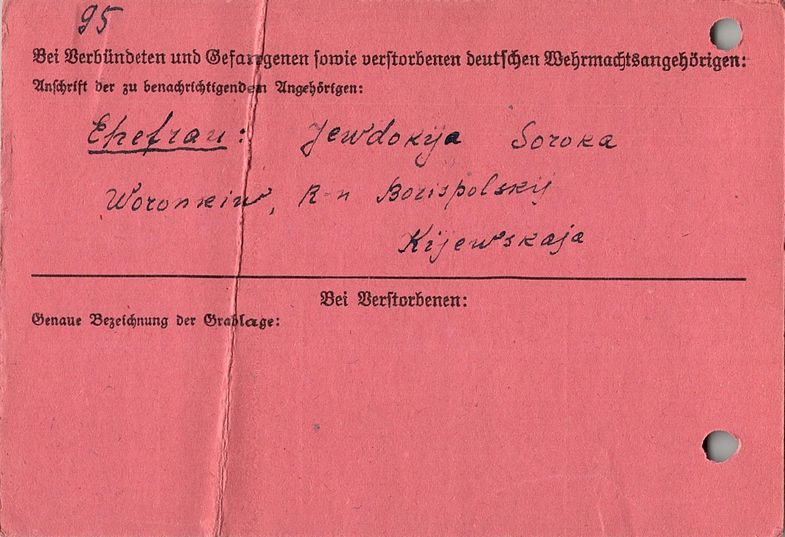 95
Bei Verbündeten und Gefangenen sowie verstorbenen deutschen Wehrmachtsangehörigen:
Anschrift der zu benachrichtigenden Angehörigen:
Ehefrau: Jewdokija Soroka
Woronkiw, R-n Borispolskij
Kijewskaja
Bei Verstorbenen:
Genaue Bezeichnung der Grablage: